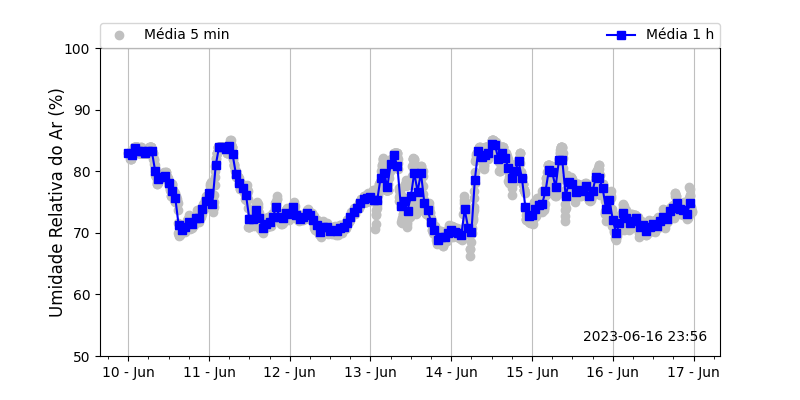 Média 5 min
Média 1 h
Umidade Relativa do Ar (%)
100
90
80
70
60
50
2023-06-16 23:56
10 - Jun
11 - Jun
12 - Jun
13 - Jun
14 - Jun
15 - Jun
16 - Jun
17 - Jun